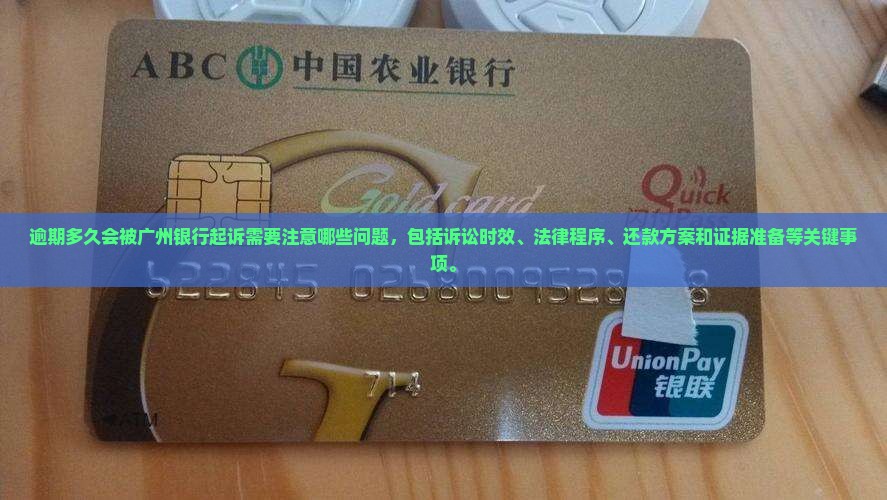 ABC 中国农业银行
Gold card
Quick
逾期多久会被广州银行起诉需要注意哪些问题，包括诉讼时效、法律程序、还款方案和证据准备等关键事
项。
714
UnionPay
银联
ATM